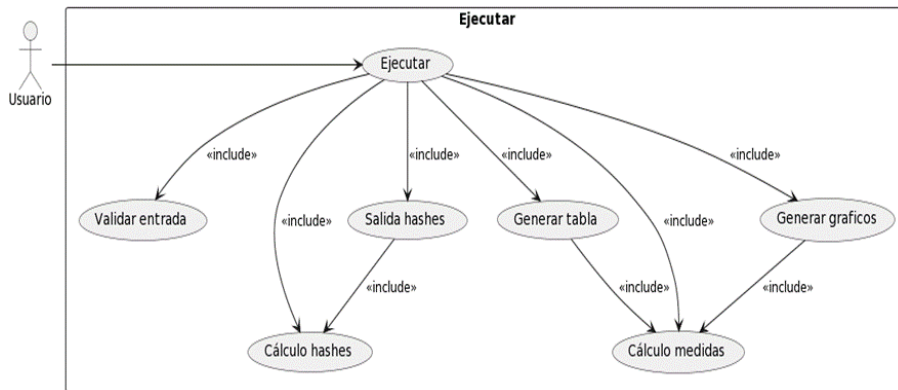 Ejecutar
Ejecutar
Usuario
«include»
«include»
«include»
«include»
Validar entrada
«include»
Salida hashes
Generar tabla
«include»
Generar graficos
«include»
«include»
«include»
Cálculo hashes
Cálculo medidas